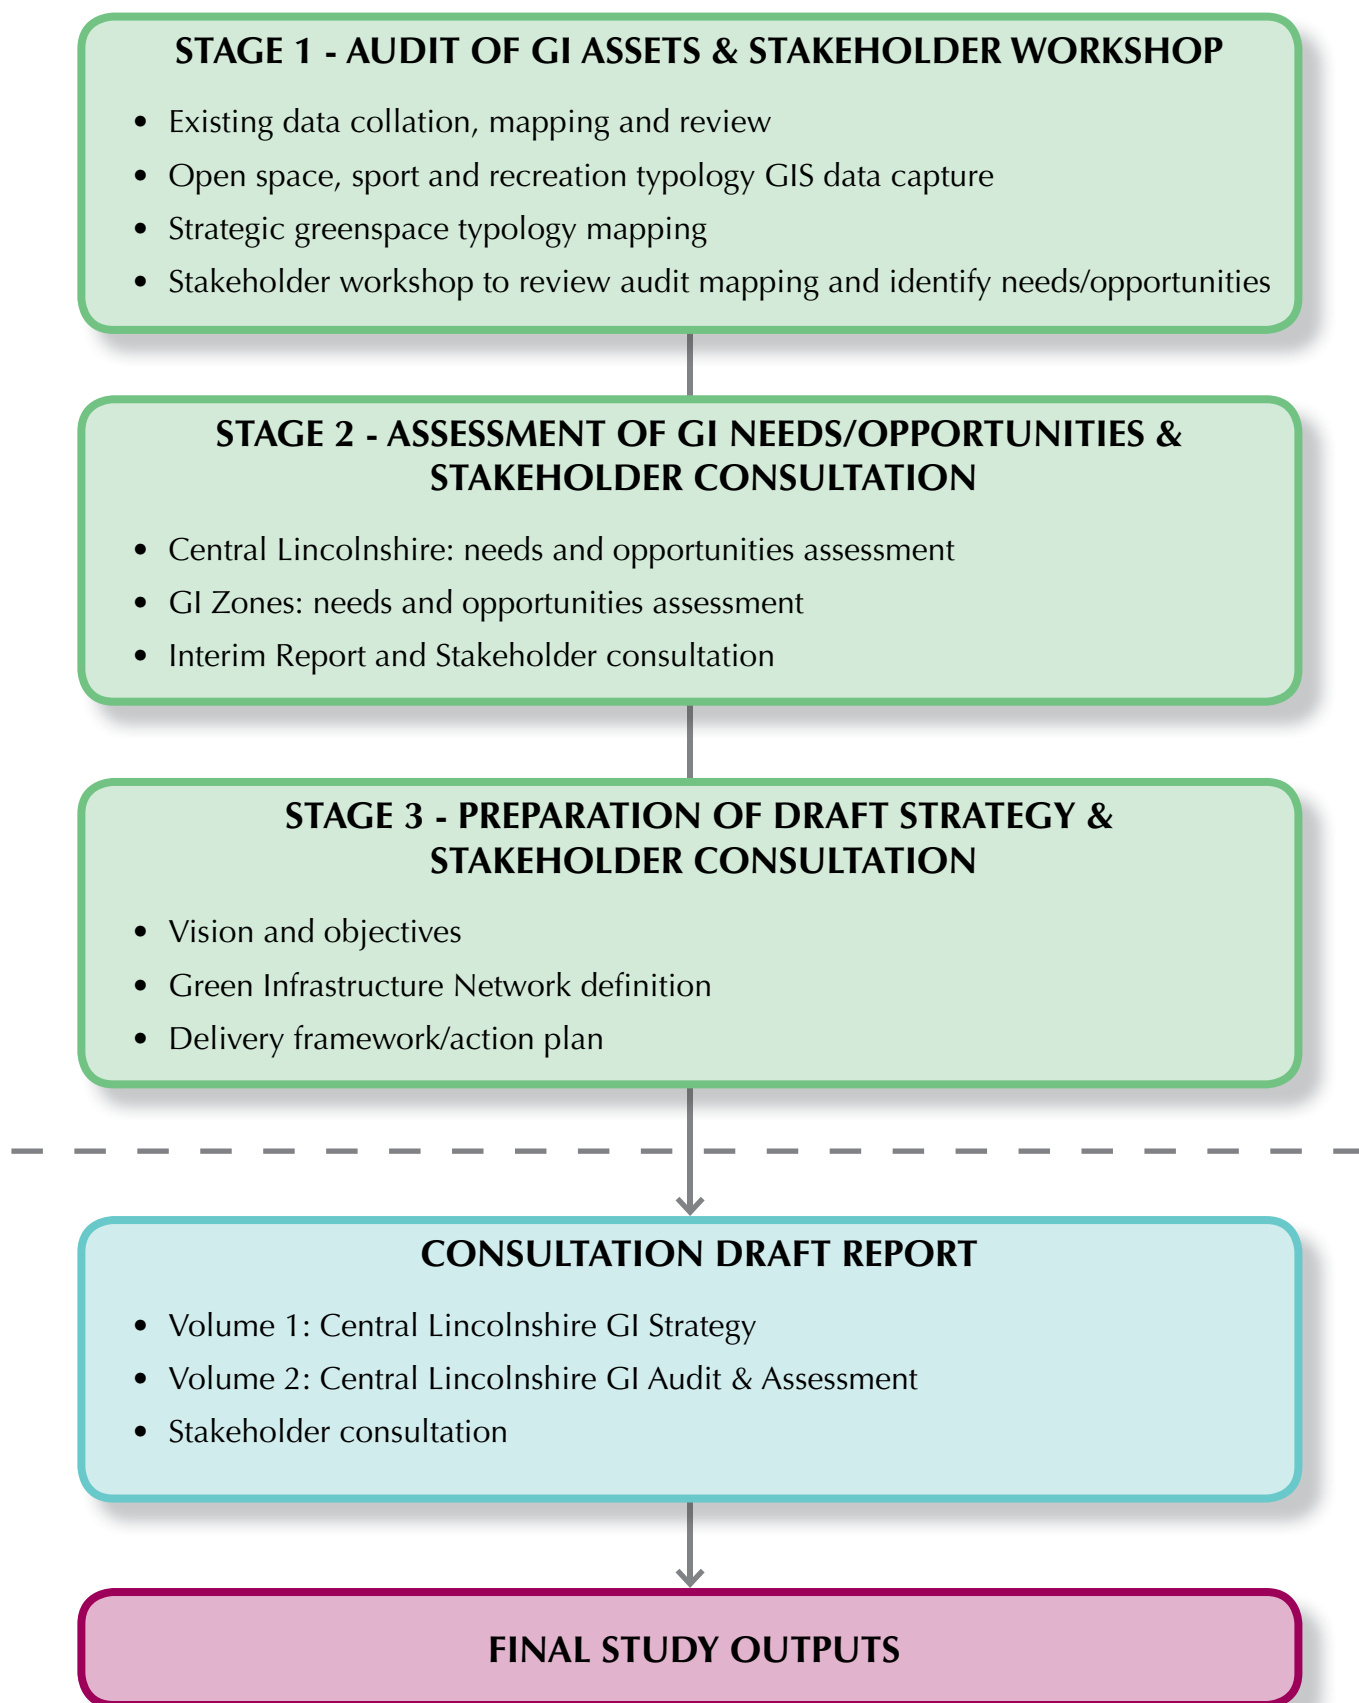 STAGE 1 - AUDIT OF GI ASSETS & STAKEHOLDER WORKSHOP
• Existing data collation, mapping and review
• Open space, sport and recreation typology GIS data capture
• Strategic greenspace typology mapping
• Stakeholder workshop to review audit mapping and identify needs/opportunities
STAGE 2 - ASSESSMENT OF GI NEEDS/OPPORTUNITIES &
STAKEHOLDER CONSULTATION
• Central Lincolnshire: needs and opportunities assessment
• GI Zones: needs and opportunities assessment
• Interim Report and Stakeholder consultation
STAGE 3 - PREPARATION OF DRAFT STRATEGY &
STAKEHOLDER CONSULTATION
• Vision and objectives
• Green Infrastructure Network definition
• Delivery framework/action plan
CONSULTATION DRAFT REPORT
• Volume 1: Central Lincolnshire GI Strategy
• Volume 2: Central Lincolnshire GI Audit & Assessment
• Stakeholder consultation
FINAL STUDY OUTPUTS